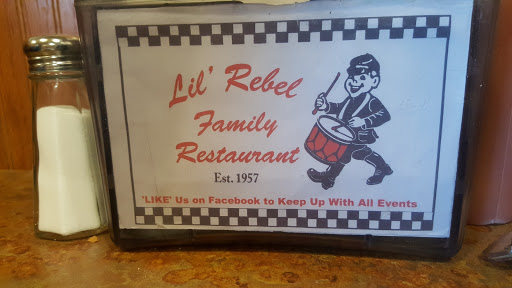 Lil' Rebel
Family
Restaurant
Est. 1957
'LIKE' Us on Facebook to Keep Up With All Events